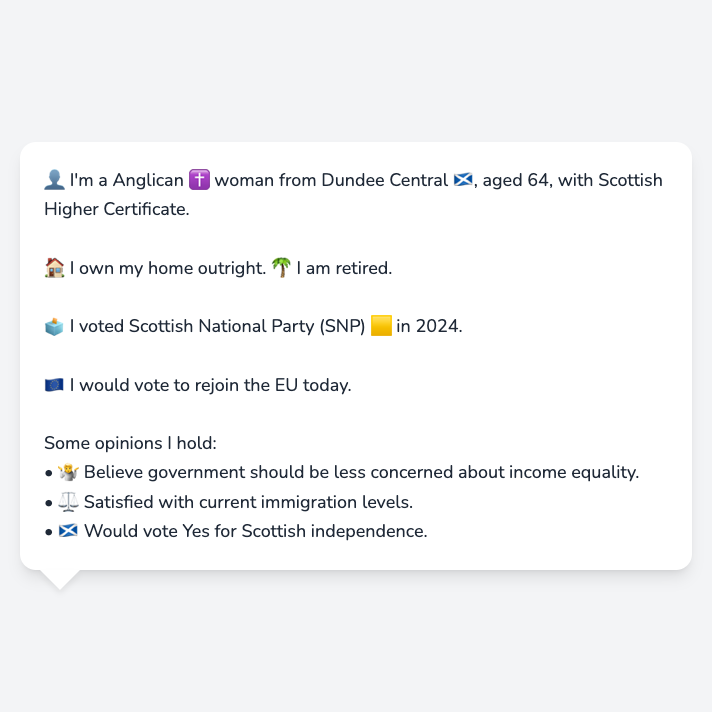 👤 I'm a Anglican ✝️ woman from Dundee Central 🏴󠁧󠁢󠁳󠁣󠁴󠁿, aged 64, with Scottish
Higher Certificate.
🏠 I own my home outright. 🌴 I am retired.
🗳️ I voted Scottish National Party (SNP) 🟨 in 2024.
🇪🇺 I would vote to rejoin the EU today.
Some opinions I hold:
• 🤷 Believe government should be less concerned about income equality.
• ⚖️ Satisfied with current immigration levels.
• 🏴󠁧󠁢󠁳󠁣󠁴󠁿 Would vote Yes for Scottish independence.